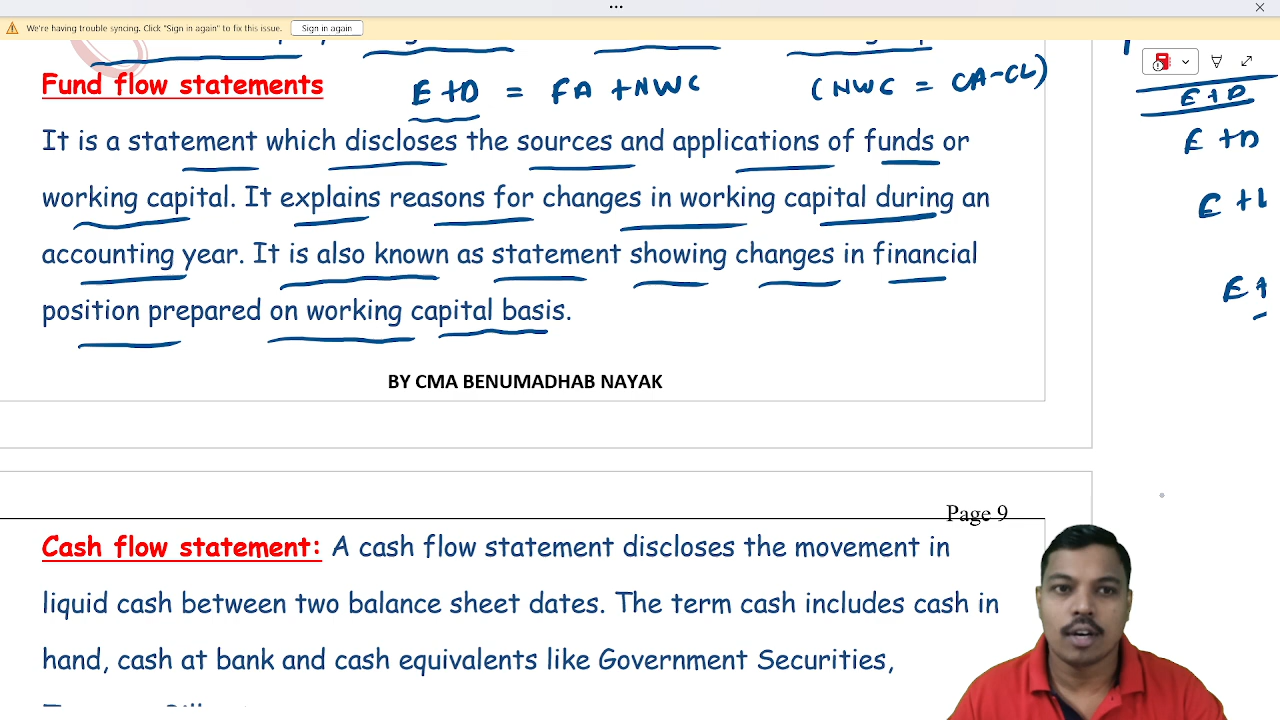 ...
We're having trouble syncing. Click "Sign in again" to fix this issue. Sign in again
Fund flow statements E+D = FA +NWC (NWC = CA-CL)
E + D
E + D
It is a statement which discloses the sources and applications of funds or
working capital. It explains reasons for changes in working capital during an
accounting year. It is also known as statement showing changes in financial
position prepared on working capital basis.
BY CMA BENUMADHAB NAYAK
Page 9
Cash flow statement: A cash flow statement discloses the movement in
liquid cash between two balance sheet dates. The term cash includes cash in
hand, cash at bank and cash equivalents like Government Securities,